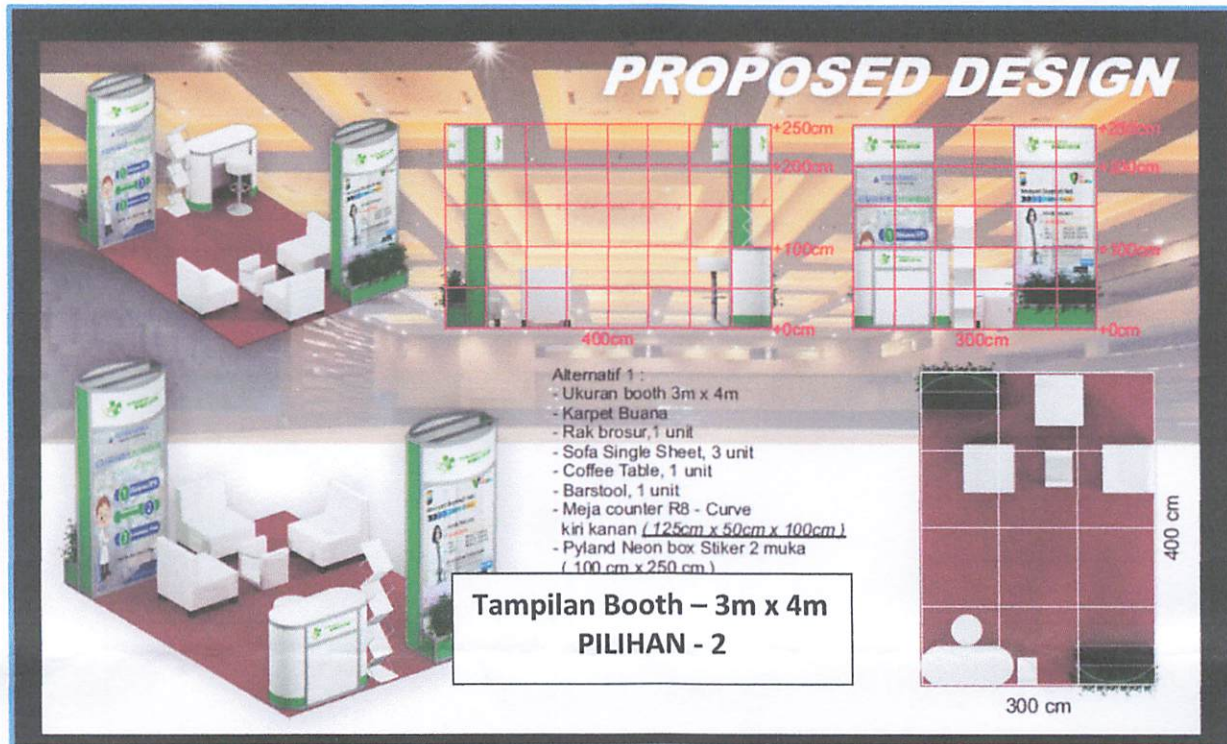 PROPOSED DESIGN
+250cm
+200cm
+100cm
+0cm
400cm
+250cm
+200cm
+100cm
+0cm
300cm
Alternatif 1 :
- Ukuran booth 3m x 4m
- Karpet Buana
- Rak brosur,1 unit
- Sofa Single Sheet, 3 unit
- Coffee Table, 1 unit
- Barstool, 1 unit
- Meja counter R8 - Curve
kiri kanan ( 125cm x 50cm x 100cm )
- Pyland Neon box Stiker 2 muka
( 100 cm x 250 cm )
Tampilan Booth – 3m x 4m
PILIHAN - 2
400 cm
300 cm